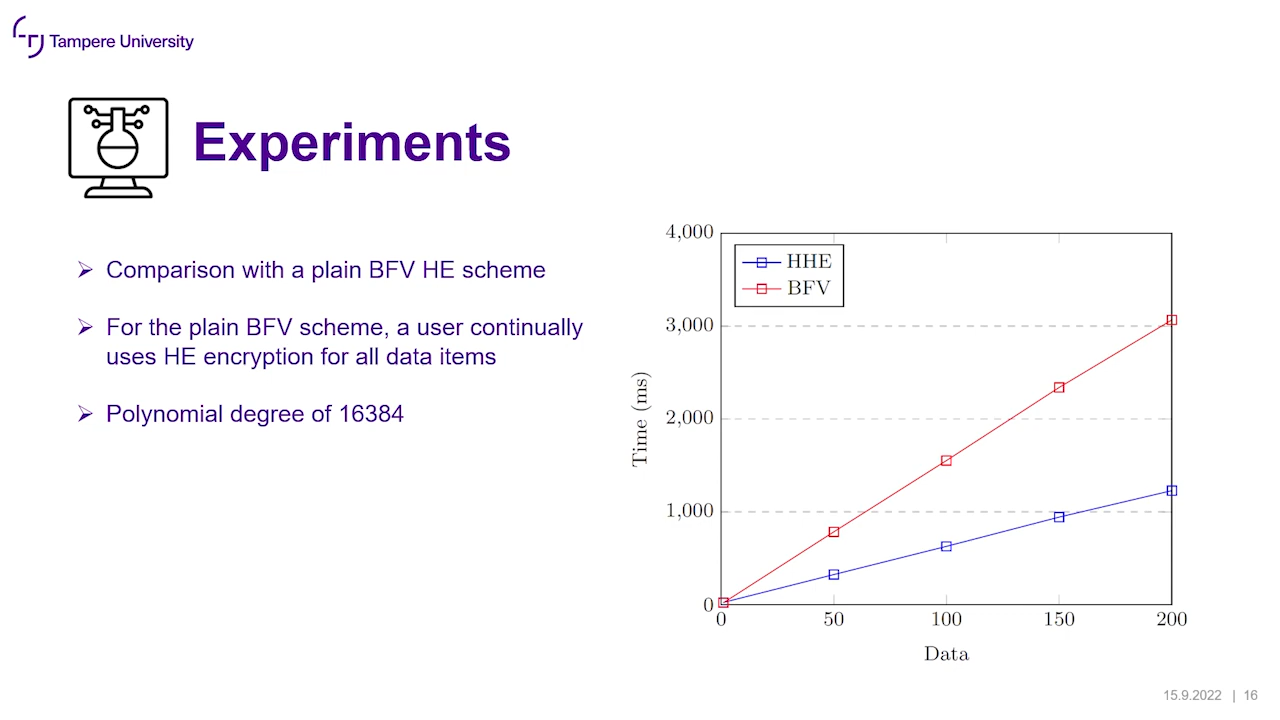 Tampere University
Experiments
➢ Comparison with a plain BFV HE scheme
➢ For the plain BFV scheme, a user continually
uses HE encryption for all data items
➢ Polynomial degree of 16384
HHE
BFV
4,000
3,000
2,000
1,000
0
Time (ms)
0 50 100 150 200
Data
15.9.2022 | 16